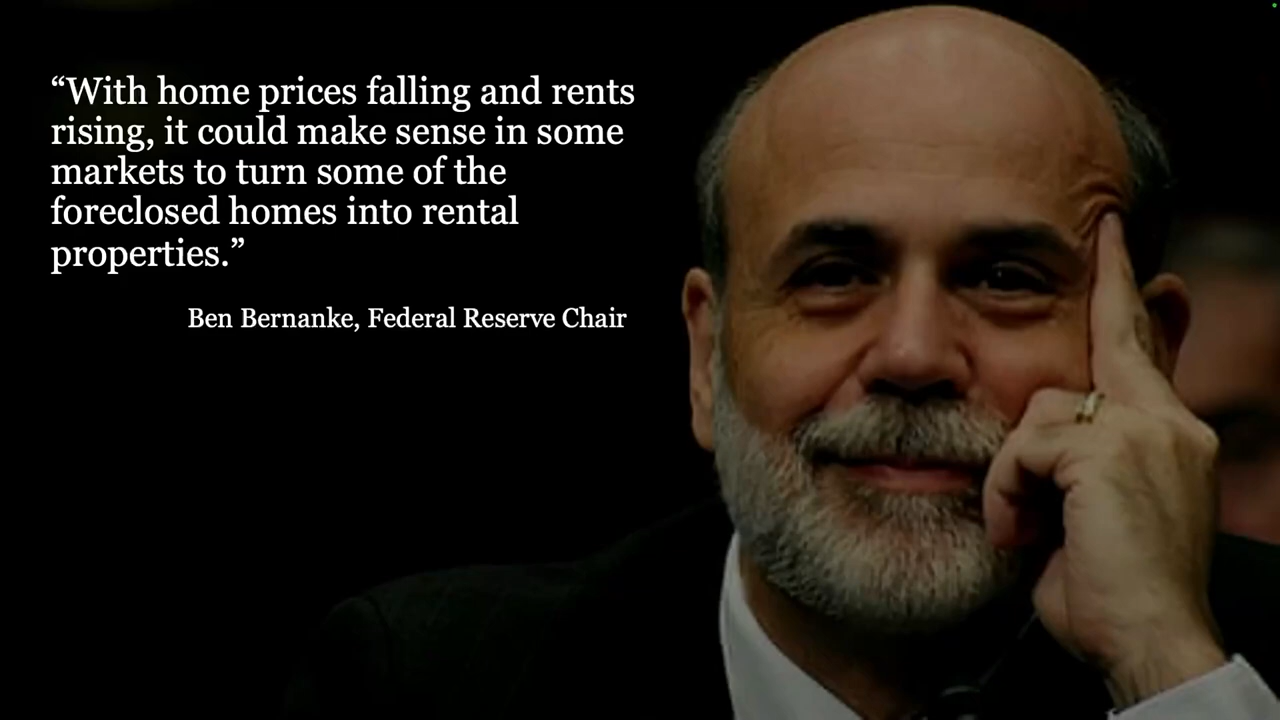 “With home prices falling and rents
rising, it could make sense in some
markets to turn some of the
foreclosed homes into rental
properties.”
Ben Bernanke, Federal Reserve Chair